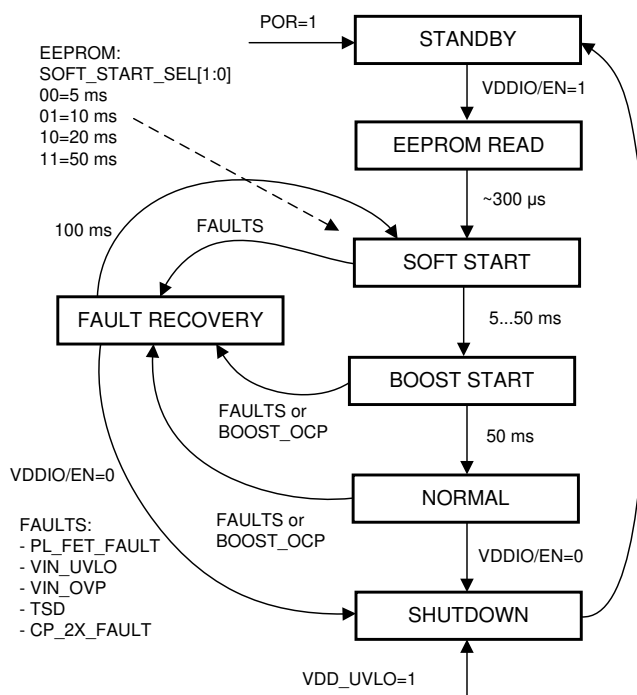 POR=1
STANDBY
EEPROM:
SOFT_START_SEL[1:0]
00=5 ms
01=10 ms
10=20 ms
11=50 ms
VDDIO/EN=1
EEPROM READ
~300 µs
100 ms
FAULTS
SOFT START
5...50 ms
FAULT RECOVERY
BOOST START
FAULTS or
BOOST_OCP
50 ms
VDDIO/EN=0
NORMAL
FAULTS or
BOOST_OCP
FAULTS:
- PL_FET_FAULT
- VIN_UVLO
- VIN_OVP
- TSD
- CP_2X_FAULT
VDDIO/EN=0
SHUTDOWN
VDD_UVLO=1